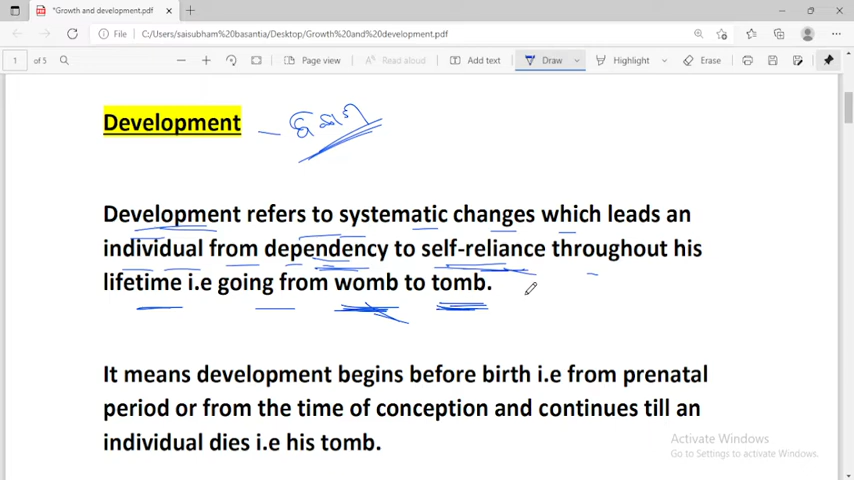 *Growth and development.pdf
File
C:/Users/saisubham%20basantia/Desktop/Growth%20and%20development.pdf
1 of 5
Page view
Read aloud
Add text
Draw
Highlight
Erase
Development
Development refers to systematic changes which leads an
individual from dependency to self-reliance throughout his
lifetime i.e going from womb to tomb.
It means development begins before birth i.e from prenatal
period or from the time of conception and continues till an
individual dies i.e his tomb.
Activate Windows
Go to Settings to activate Windows.